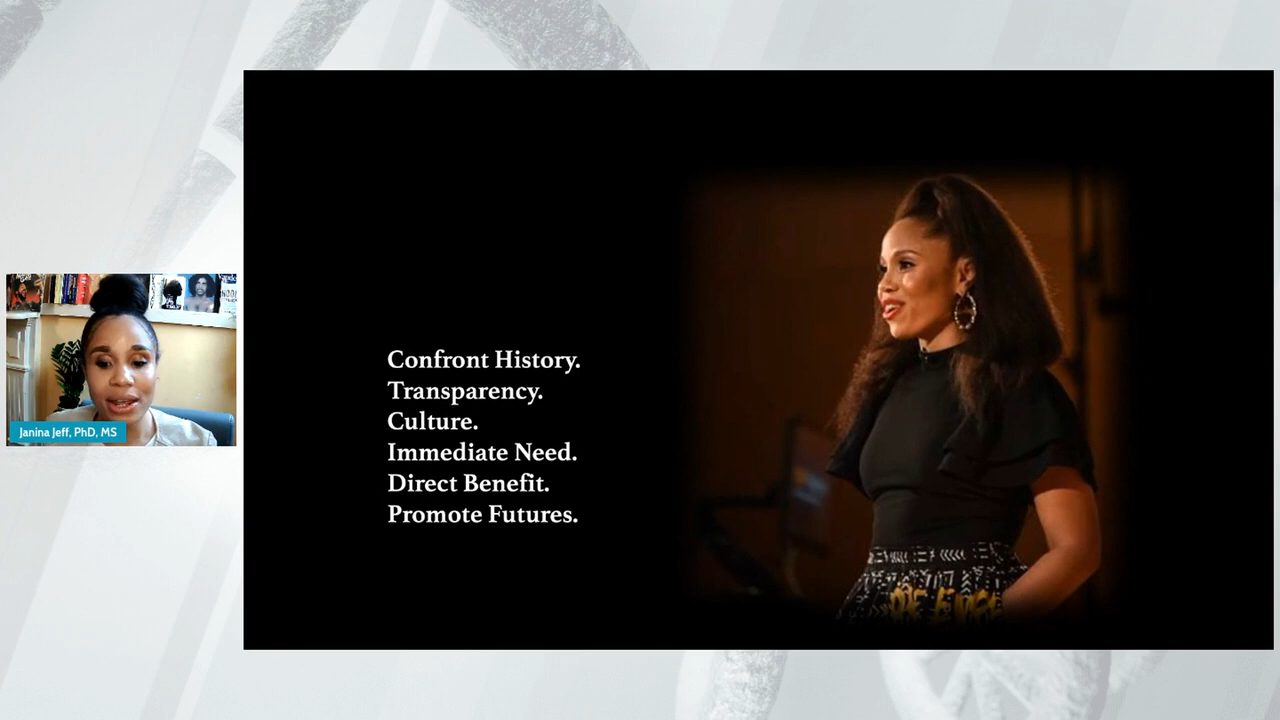 Janina Jeff, PhD, MS
Confront History.
Transparency.
Culture.
Immediate Need.
Direct Benefit.
Promote Futures.